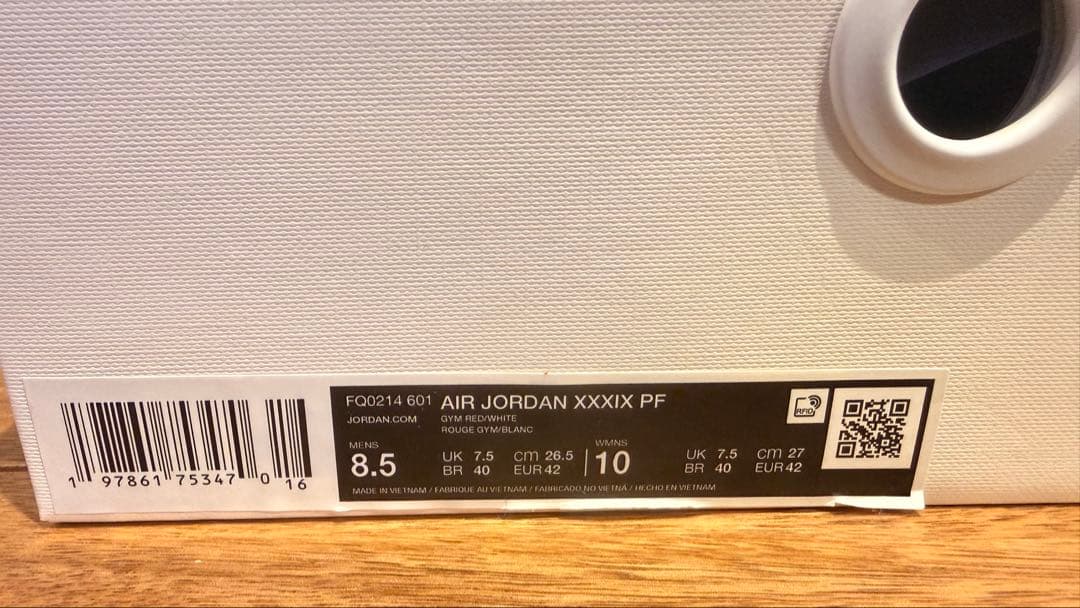 FQ0214 601 AIR JORDAN XXXIX PF
JORDAN.COM GYM RED/WHITE
ROUGE GYM/BLANC
RFID
MENS
8.5
UK 7.5 cm 26.5
BR 40 EUR 42
WMNS
10
UK 7.5 cm 27
BR 40 EUR 42
MADE IN VIETNAM / FABRIQUE AU VIETNAM / FABRICADO NO VIETNÃ / HECHO EN VIETNAM
1 97861 75347 0 16